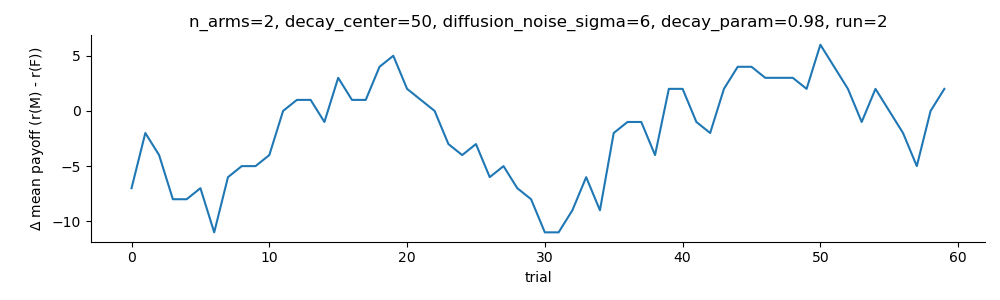 n_arms=2, decay_center=50, diffusion_noise_sigma=6, decay_param=0.98, run=2
Δ mean payoff (r(M) - r(F))
5
0
−5
−10
0 10 20 30 40 50 60
trial